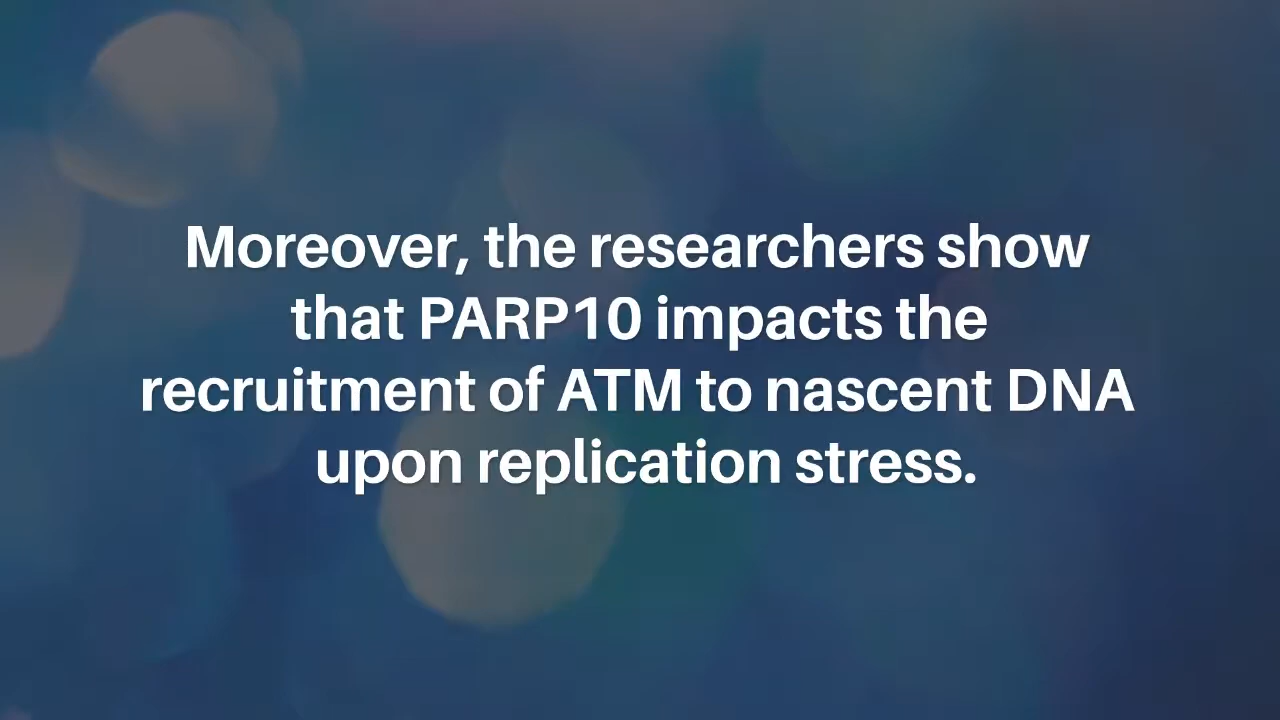 Moreover, the researchers show
that PARP10 impacts the
recruitment of ATM to nascent DNA
upon replication stress.